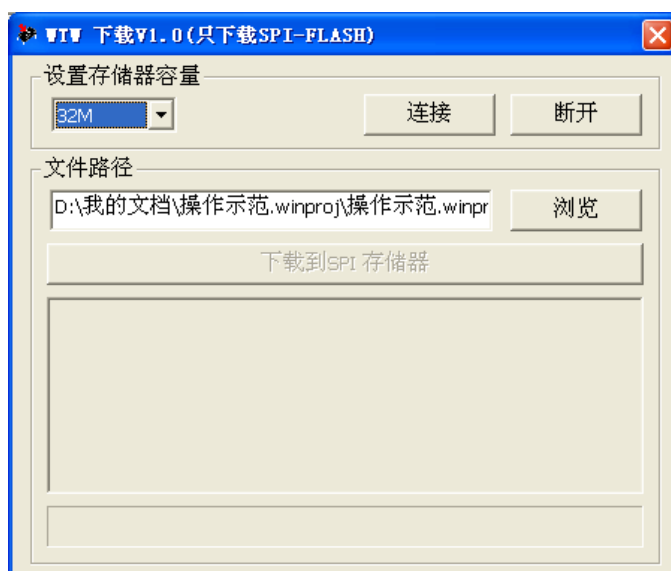 WTW 下载V1.0(只下载SPI-FLASH)
设置存储器容量
32M 连接 断开
文件路径
D:\我的文档\操作示范.winproj\操作示范.winpr 浏览
下载到SPI 存储器